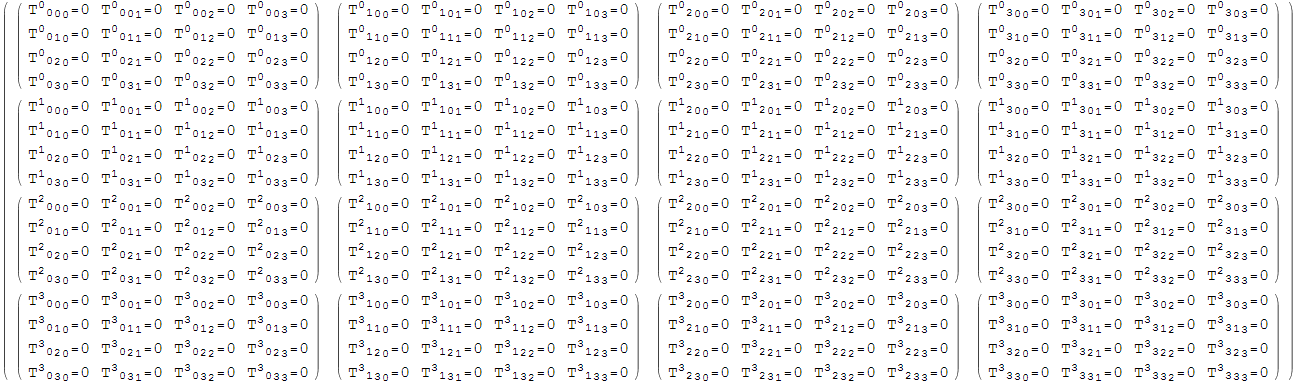 T⁰₀₀₀=0 T⁰₀₀₁=0 T⁰₀₀₂=0 T⁰₀₀₃=0 T⁰₁₀₀=0 T⁰₁₀₁=0 T⁰₁₀₂=0 T⁰₁₀₃=0 T⁰₂₀₀=0 T⁰₂₀₁=0 T⁰₂₀₂=0 T⁰₂₀₃=0 T⁰₃₀₀=0 T⁰₃₀₁=0 T⁰₃₀₂=0 T⁰₃₀₃=0
T⁰₀₁₀=0 T⁰₀₁₁=0 T⁰₀₁₂=0 T⁰₀₁₃=0 T⁰₁₁₀=0 T⁰₁₁₁=0 T⁰₁₁₂=0 T⁰₁₁₃=0 T⁰₂₁₀=0 T⁰₂₁₁=0 T⁰₂₁₂=0 T⁰₂₁₃=0 T⁰₃₁₀=0 T⁰₃₁₁=0 T⁰₃₁₂=0 T⁰₃₁₃=0
T⁰₀₂₀=0 T⁰₀₂₁=0 T⁰₀₂₂=0 T⁰₀₂₃=0 T⁰₁₂₀=0 T⁰₁₂₁=0 T⁰₁₂₂=0 T⁰₁₂₃=0 T⁰₂₂₀=0 T⁰₂₂₁=0 T⁰₂₂₂=0 T⁰₂₂₃=0 T⁰₃₂₀=0 T⁰₃₂₁=0 T⁰₃₂₂=0 T⁰₃₂₃=0
T⁰₀₃₀=0 T⁰₀₃₁=0 T⁰₀₃₂=0 T⁰₀₃₃=0 T⁰₁₃₀=0 T⁰₁₃₁=0 T⁰₁₃₂=0 T⁰₁₃₃=0 T⁰₂₃₀=0 T⁰₂₃₁=0 T⁰₂₃₂=0 T⁰₂₃₃=0 T⁰₃₃₀=0 T⁰₃₃₁=0 T⁰₃₃₂=0 T⁰₃₃₃=0
T¹₀₀₀=0 T¹₀₀₁=0 T¹₀₀₂=0 T¹₀₀₃=0 T¹₁₀₀=0 T¹₁₀₁=0 T¹₁₀₂=0 T¹₁₀₃=0 T¹₂₀₀=0 T¹₂₀₁=0 T¹₂₀₂=0 T¹₂₀₃=0 T¹₃₀₀=0 T¹₃₀₁=0 T¹₃₀₂=0 T¹₃₀₃=0
T¹₀₁₀=0 T¹₀₁₁=0 T¹₀₁₂=0 T¹₀₁₃=0 T¹₁₁₀=0 T¹₁₁₁=0 T¹₁₁₂=0 T¹₁₁₃=0 T¹₂₁₀=0 T¹₂₁₁=0 T¹₂₁₂=0 T¹₂₁₃=0 T¹₃₁₀=0 T¹₃₁₁=0 T¹₃₁₂=0 T¹₃₁₃=0
T¹₀₂₀=0 T¹₀₂₁=0 T¹₀₂₂=0 T¹₀₂₃=0 T¹₁₂₀=0 T¹₁₂₁=0 T¹₁₂₂=0 T¹₁₂₃=0 T¹₂₂₀=0 T¹₂₂₁=0 T¹₂₂₂=0 T¹₂₂₃=0 T¹₃₂₀=0 T¹₃₂₁=0 T¹₃₂₂=0 T¹₃₂₃=0
T¹₀₃₀=0 T¹₀₃₁=0 T¹₀₃₂=0 T¹₀₃₃=0 T¹₁₃₀=0 T¹₁₃₁=0 T¹₁₃₂=0 T¹₁₃₃=0 T¹₂₃₀=0 T¹₂₃₁=0 T¹₂₃₂=0 T¹₂₃₃=0 T¹₃₃₀=0 T¹₃₃₁=0 T¹₃₃₂=0 T¹₃₃₃=0
T²₀₀₀=0 T²₀₀₁=0 T²₀₀₂=0 T²₀₀₃=0 T²₁₀₀=0 T²₁₀₁=0 T²₁₀₂=0 T²₁₀₃=0 T²₂₀₀=0 T²₂₀₁=0 T²₂₀₂=0 T²₂₀₃=0 T²₃₀₀=0 T²₃₀₁=0 T²₃₀₂=0 T²₃₀₃=0
T²₀₁₀=0 T²₀₁₁=0 T²₀₁₂=0 T²₀₁₃=0 T²₁₁₀=0 T²₁₁₁=0 T²₁₁₂=0 T²₁₁₃=0 T²₂₁₀=0 T²₂₁₁=0 T²₂₁₂=0 T²₂₁₃=0 T²₃₁₀=0 T²₃₁₁=0 T²₃₁₂=0 T²₃₁₃=0
T²₀₂₀=0 T²₀₂₁=0 T²₀₂₂=0 T²₀₂₃=0 T²₁₂₀=0 T²₁₂₁=0 T²₁₂₂=0 T²₁₂₃=0 T²₂₂₀=0 T²₂₂₁=0 T²₂₂₂=0 T²₂₂₃=0 T²₃₂₀=0 T²₃₂₁=0 T²₃₂₂=0 T²₃₂₃=0
T²₀₃₀=0 T²₀₃₁=0 T²₀₃₂=0 T²₀₃₃=0 T²₁₃₀=0 T²₁₃₁=0 T²₁₃₂=0 T²₁₃₃=0 T²₂₃₀=0 T²₂₃₁=0 T²₂₃₂=0 T²₂₃₃=0 T²₃₃₀=0 T²₃₃₁=0 T²₃₃₂=0 T²₃₃₃=0
T³₀₀₀=0 T³₀₀₁=0 T³₀₀₂=0 T³₀₀₃=0 T³₁₀₀=0 T³₁₀₁=0 T³₁₀₂=0 T³₁₀₃=0 T³₂₀₀=0 T³₂₀₁=0 T³₂₀₂=0 T³₂₀₃=0 T³₃₀₀=0 T³₃₀₁=0 T³₃₀₂=0 T³₃₀₃=0
T³₀₁₀=0 T³₀₁₁=0 T³₀₁₂=0 T³₀₁₃=0 T³₁₁₀=0 T³₁₁₁=0 T³₁₁₂=0 T³₁₁₃=0 T³₂₁₀=0 T³₂₁₁=0 T³₂₁₂=0 T³₂₁₃=0 T³₃₁₀=0 T³₃₁₁=0 T³₃₁₂=0 T³₃₁₃=0
T³₀₂₀=0 T³₀₂₁=0 T³₀₂₂=0 T³₀₂₃=0 T³₁₂₀=0 T³₁₂₁=0 T³₁₂₂=0 T³₁₂₃=0 T³₂₂₀=0 T³₂₂₁=0 T³₂₂₂=0 T³₂₂₃=0 T³₃₂₀=0 T³₃₂₁=0 T³₃₂₂=0 T³₃₂₃=0
T³₀₃₀=0 T³₀₃₁=0 T³₀₃₂=0 T³₀₃₃=0 T³₁₃₀=0 T³₁₃₁=0 T³₁₃₂=0 T³₁₃₃=0 T³₂₃₀=0 T³₂₃₁=0 T³₂₃₂=0 T³₂₃₃=0 T³₃₃₀=0 T³₃₃₁=0 T³₃₃₂=0 T³₃₃₃=0